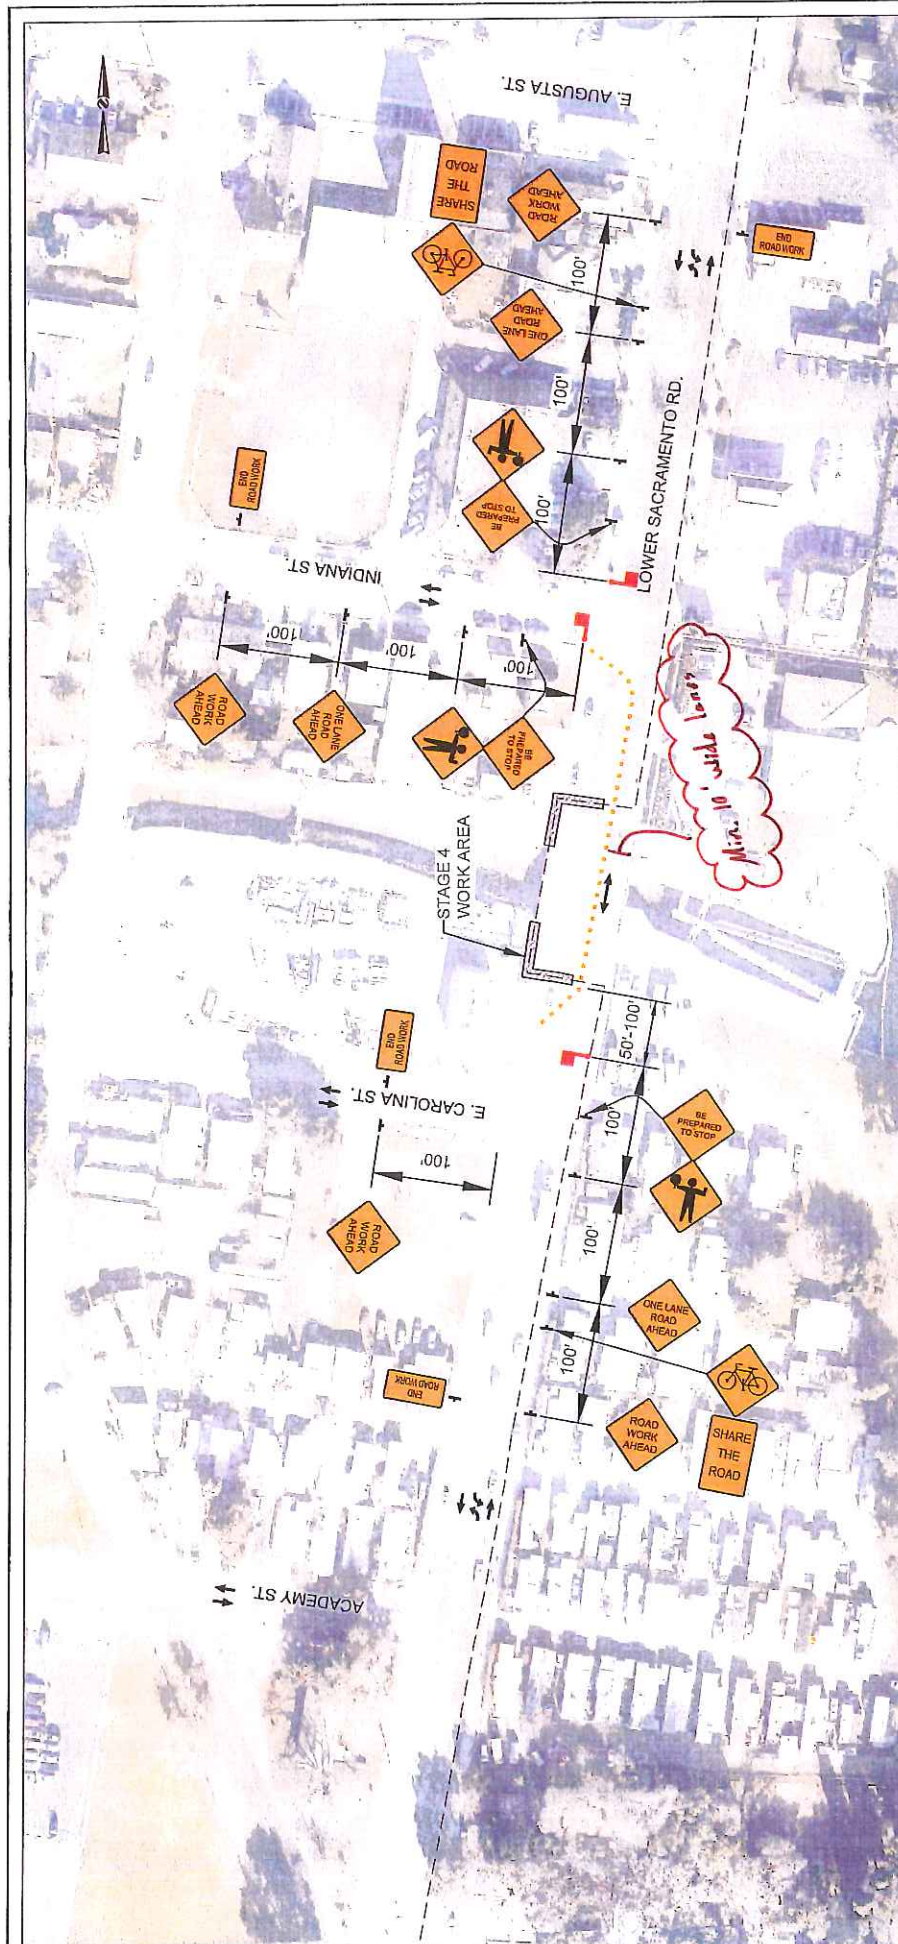 E. AUGUSTA ST.
SHARE
THE
ROAD
ROAD
WORK
AHEAD
100'
END
ROAD WORK
ONE LANE
ROAD
AHEAD
100'
LOWER SACRAMENTO RD.
BE
PREPARED
TO STOP
100'
END
ROAD WORK
INDIANA ST.
ROAD
WORK
AHEAD
100'
ONE LANE
ROAD
AHEAD
100'
100'
BE
PREPARED
TO STOP
Min. 10' wide lanes
STAGE 4
WORK AREA
END
ROAD WORK
E. CAROLINA ST.
100'
ROAD
WORK
AHEAD
50'-100'
100'
BE
PREPARED
TO STOP
100'
ONE LANE
ROAD
AHEAD
100'
ROAD
WORK
AHEAD
SHARE
THE
ROAD
END
ROAD WORK
ACADEMY ST.